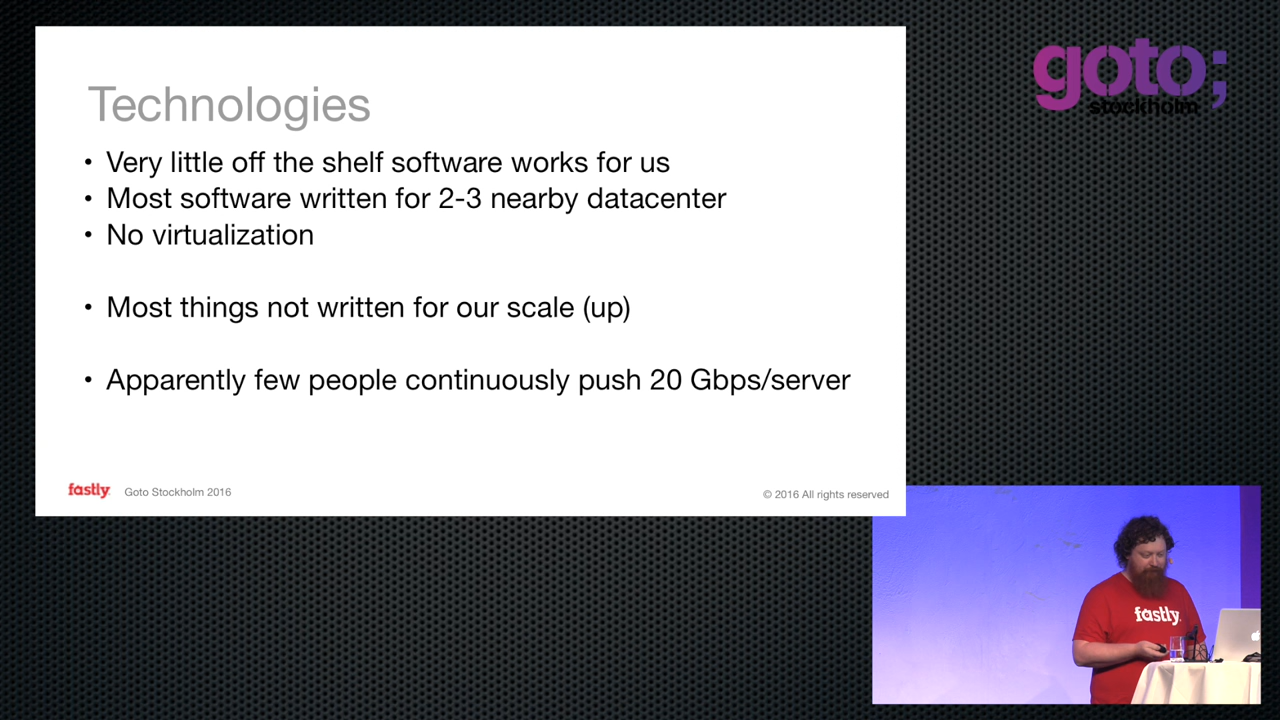 Technologies
• Very little off the shelf software works for us
• Most software written for 2-3 nearby datacenter
• No virtualization
• Most things not written for our scale (up)
• Apparently few people continuously push 20 Gbps/server
fastly
Goto Stockholm 2016
© 2016 All rights reserved
goto;
stockholm
fastly